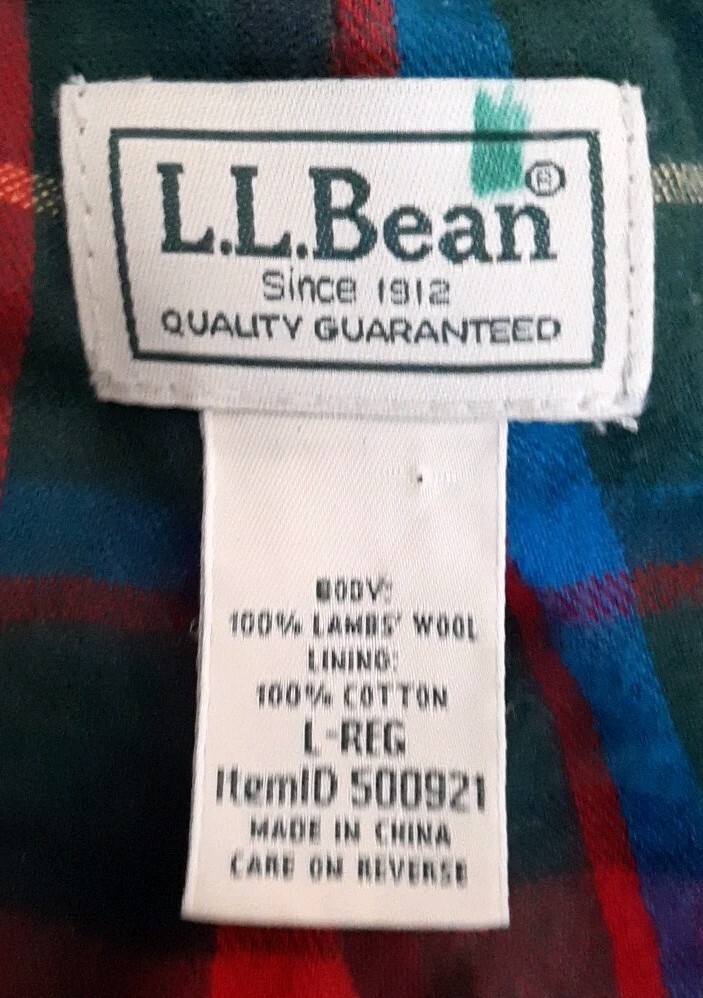 L.L.Bean®
Since 1912
QUALITY GUARANTEED
BODY:
100% LAMBS' WOOL
LINING:
100% COTTON
L-REG
ItemID 500921
MADE IN CHINA
CARE ON REVERSE